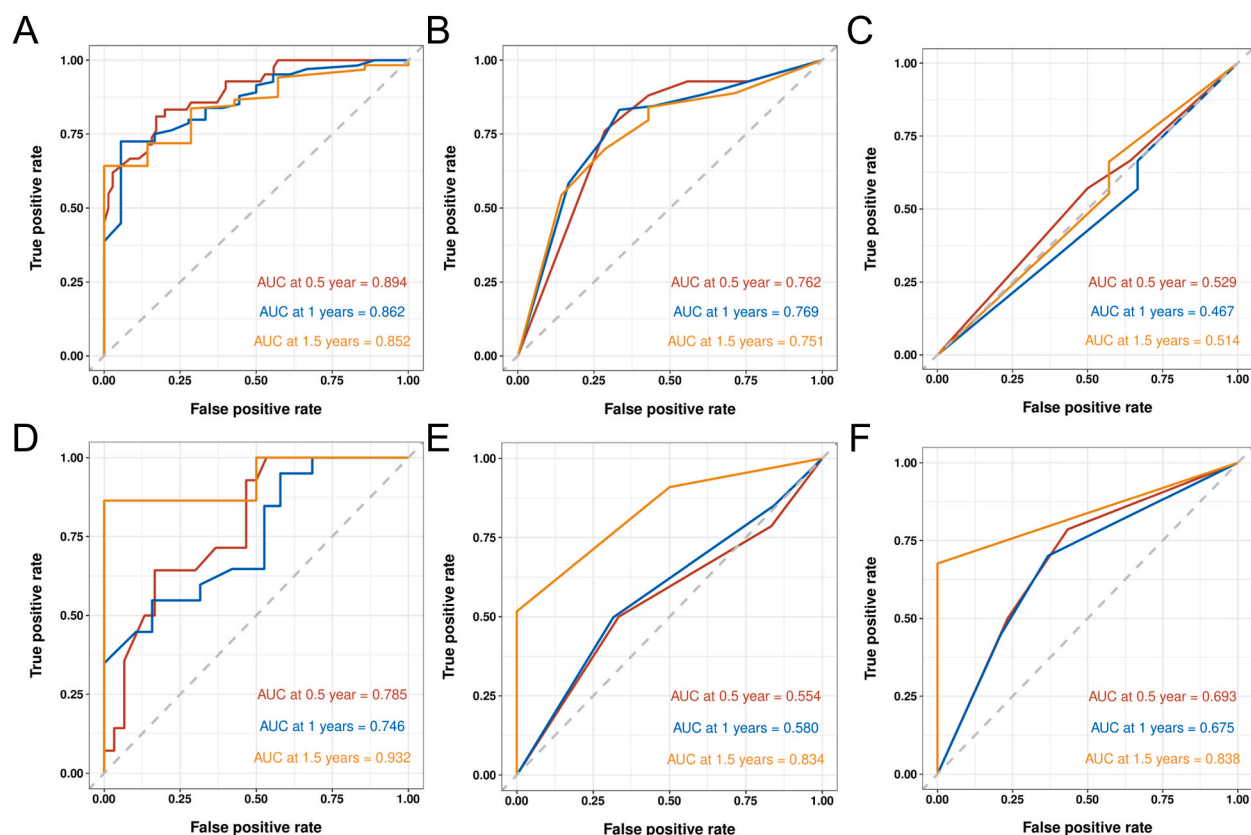 A
1.00
0.75
0.50
0.25
0.00
True positive rate
AUC at 0.5 year = 0.894
AUC at 1 years = 0.862
AUC at 1.5 years = 0.852
0.00 0.25 0.50 0.75 1.00
False positive rate
B
1.00
0.75
0.50
0.25
0.00
True positive rate
AUC at 0.5 year = 0.762
AUC at 1 years = 0.769
AUC at 1.5 years = 0.751
0.00 0.25 0.50 0.75 1.00
False positive rate
C
1.00
0.75
0.50
0.25
0.00
True positive rate
AUC at 0.5 year = 0.529
AUC at 1 years = 0.467
AUC at 1.5 years = 0.514
0.00 0.25 0.50 0.75 1.00
False positive rate
D
1.00
0.75
0.50
0.25
0.00
True positive rate
AUC at 0.5 year = 0.785
AUC at 1 years = 0.746
AUC at 1.5 years = 0.932
0.00 0.25 0.50 0.75 1.00
False positive rate
E
1.00
0.75
0.50
0.25
0.00
True positive rate
AUC at 0.5 year = 0.554
AUC at 1 years = 0.580
AUC at 1.5 years = 0.834
0.00 0.25 0.50 0.75 1.00
False positive rate
F
1.00
0.75
0.50
0.25
0.00
True positive rate
AUC at 0.5 year = 0.693
AUC at 1 years = 0.675
AUC at 1.5 years = 0.838
0.00 0.25 0.50 0.75 1.00
False positive rate